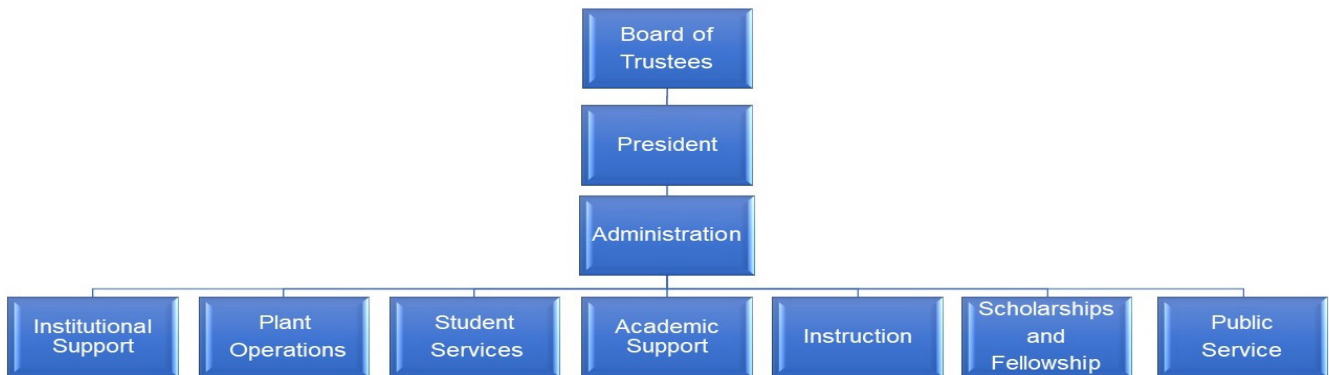 Board of
Trustees
President
Administration
Institutional
Support
Plant
Operations
Student
Services
Academic
Support
Instruction
Scholarships
and
Fellowship
Public
Service